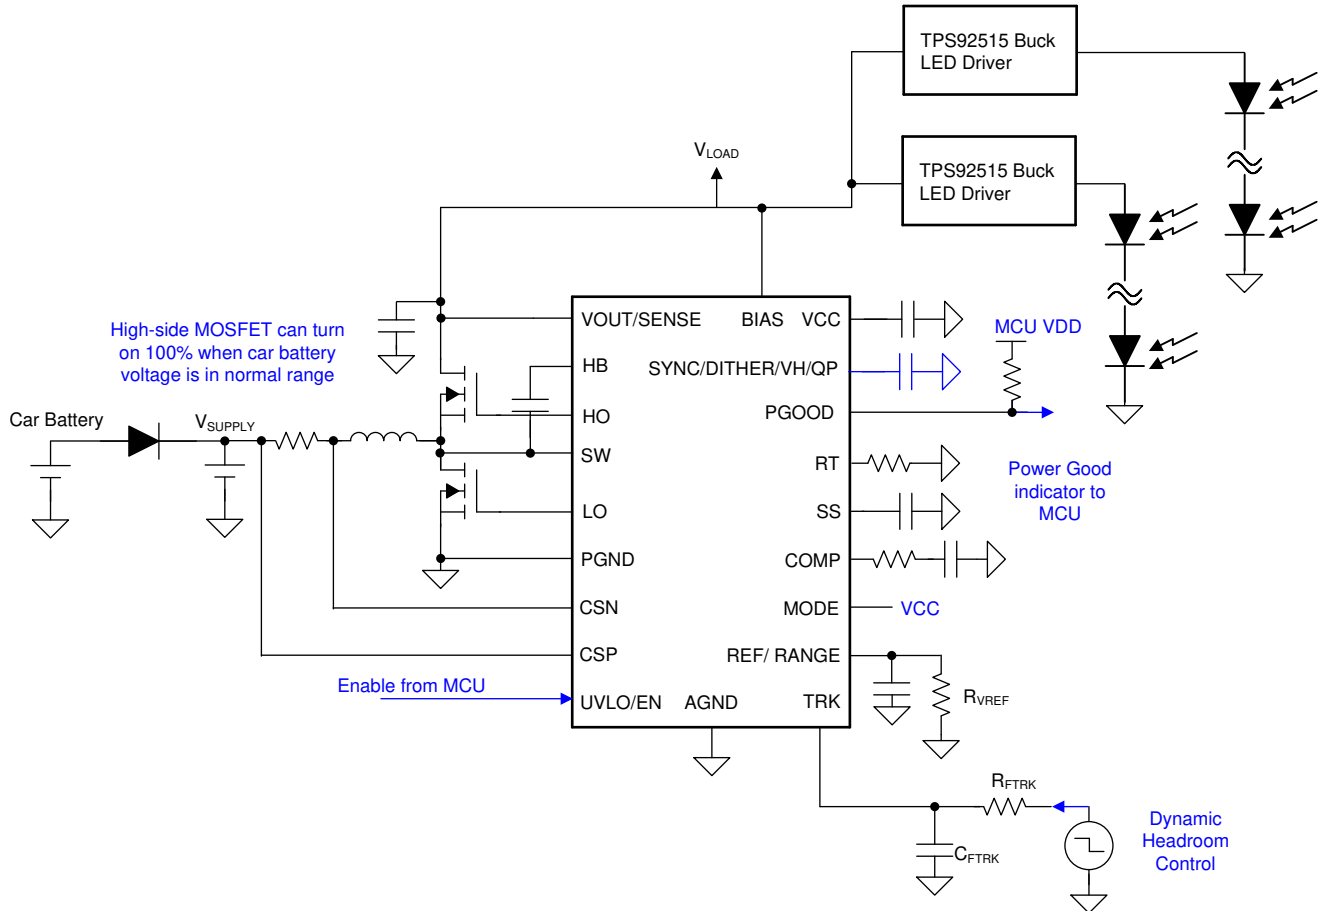 TPS92515 Buck
LED Driver
TPS92515 Buck
LED Driver
VLOAD
High-side MOSFET can turn
on 100% when car battery
voltage is in normal range
Car Battery
VSUPPLY
VOUT/SENSE
BIAS
VCC
HB
SYNC/DITHER/VH/QP
HO
PGOOD
SW
RT
LO
SS
PGND
COMP
CSN
MODE
CSP
REF/ RANGE
UVLO/EN
AGND
TRK
MCU VDD
Power Good
indicator to
MCU
VCC
Enable from MCU
RVREF
RFTRK
CFTRK
Dynamic
Headroom
Control